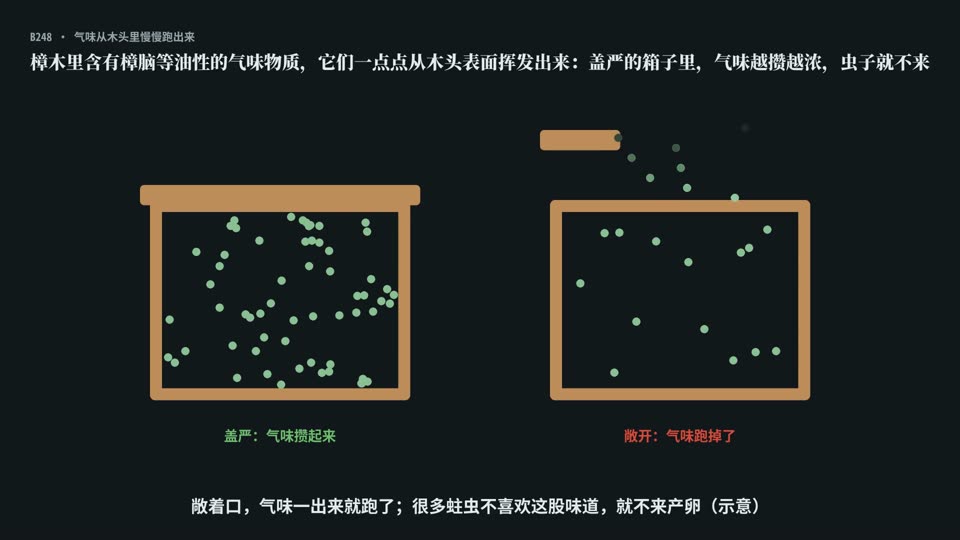 B248 · 气味从木头里慢慢跑出来
樟木里含有樟脑等油性的气味物质，它们一点点从木头表面挥发出来：盖严的箱子里，气味越攒越浓，虫子就不来
盖严：气味攒起来
敞开：气味跑掉了
敞着口，气味一出来就跑了；很多蛀虫不喜欢这股味道，就不来产卵（示意）